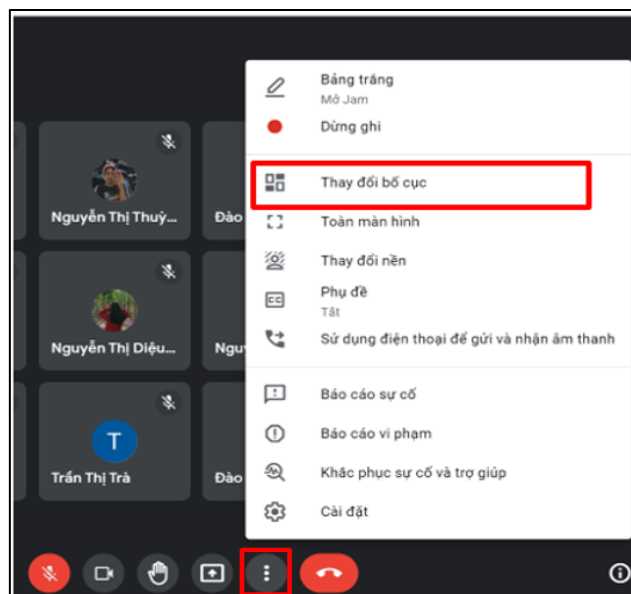 Bảng trắng
Mở Jam
Dừng ghi
Thay đổi bố cục
Toàn màn hình
Thay đổi nền
Phụ đề
Tắt
Sử dụng điện thoại để gửi và nhận âm thanh
Báo cáo sự cố
Báo cáo vi phạm
Khắc phục sự cố và trợ giúp
Cài đặt
Nguyễn Thị Thuỳ...
Đào
Nguyễn Thị Diệu...
Nguy
T
Trần Thị Trà
Đào